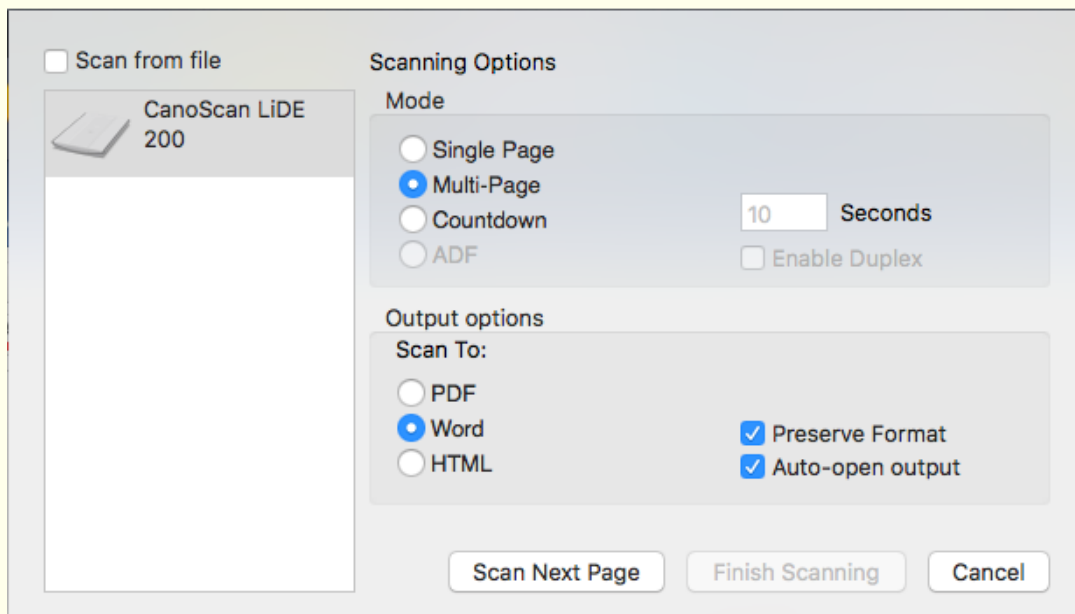 Scan from file
CanoScan LiDE
200
Scanning Options
Mode
Single Page
Multi-Page
Countdown
10 Seconds
ADF
Enable Duplex
Output options
Scan To:
PDF
Word
Preserve Format
HTML
Auto-open output
Scan Next Page
Finish Scanning
Cancel